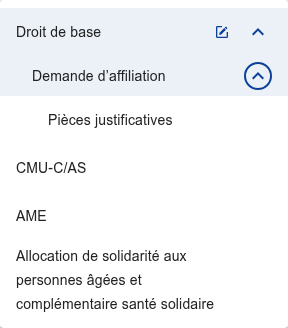 Droit de base
Demande d’affiliation
Pièces justificatives
CMU-C/AS
AME
Allocation de solidarité aux
personnes âgées et
complémentaire santé solidaire